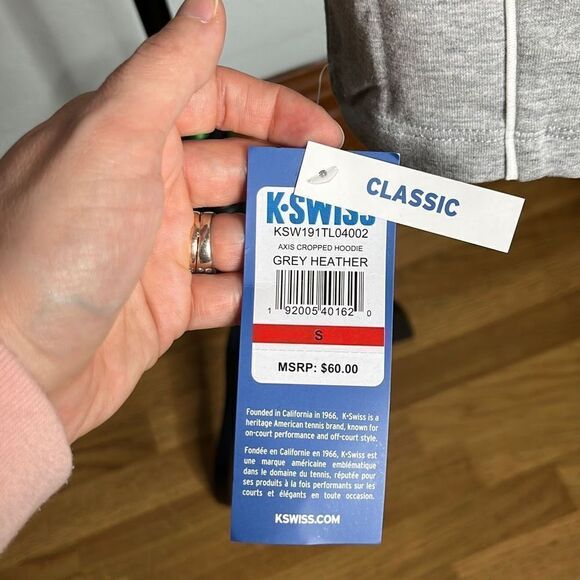 CLASSIC
K·SWISS
KSW191TL04002
AXIS CROPPED HOODIE
GREY HEATHER
1 92005 40162 0
S
MSRP: $60.00
Founded in California in 1966, K·Swiss is a
heritage American tennis brand, known for
on-court performance and off-court style.
Fondée en Californie en 1966, K·Swiss est
une marque américaine emblématique
dans le domaine du tennis, réputée pour
ses produits à la fois performants sur les
courts et élégants en toute occasion.
KSWISS.COM